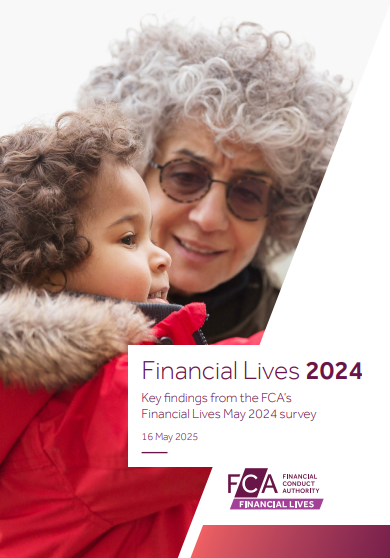 Financial Lives 2024
Key findings from the FCA's
Financial Lives May 2024 survey
16 May 2025
FCA
FINANCIAL
CONDUCT
AUTHORITY
FINANCIAL LIVES